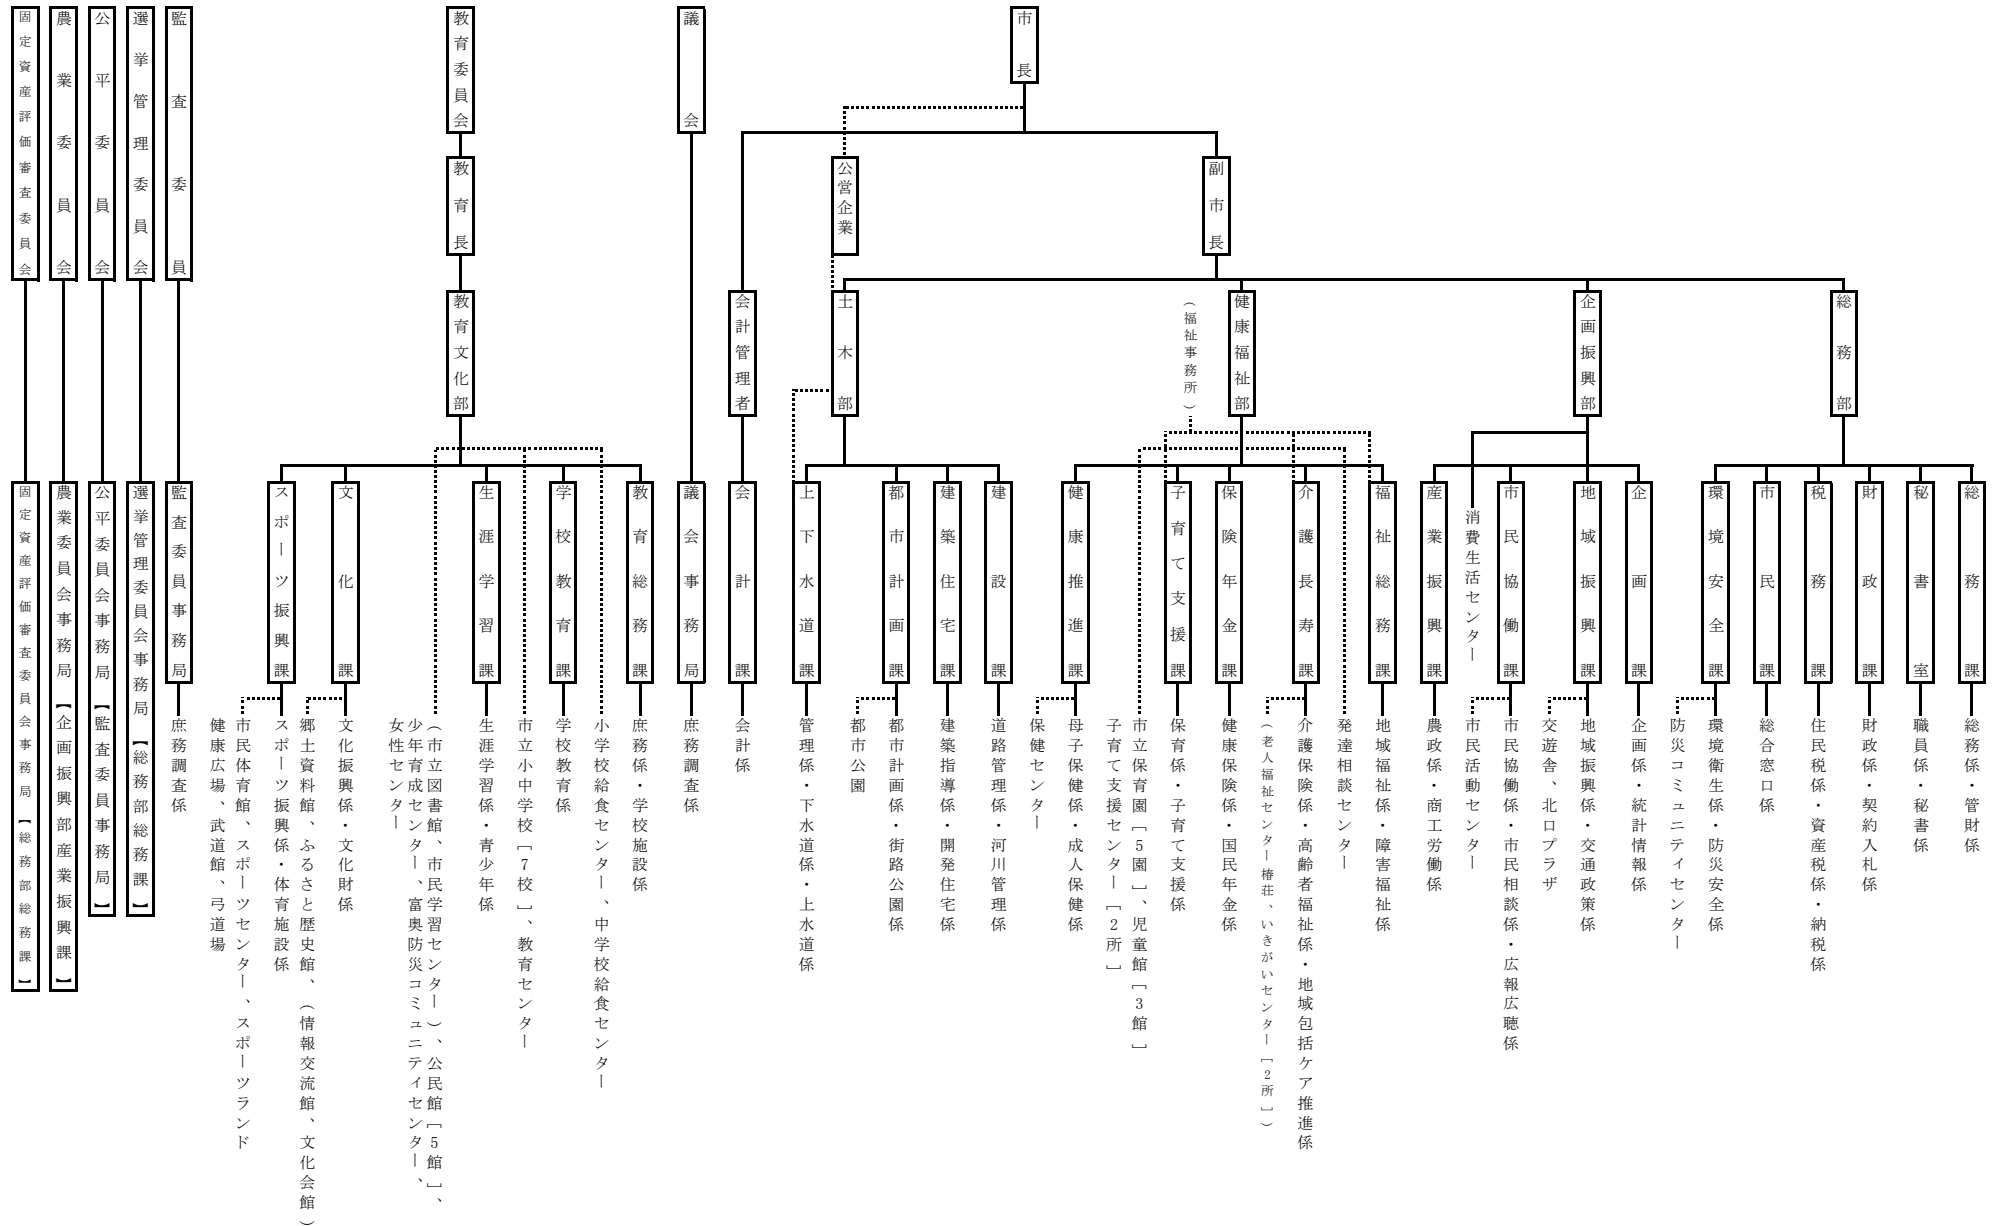 市長
議会
教育委員会
監査委員
選挙管理委員会
公平委員会
農業委員会
固定資産評価審査委員会
副市長
公営企業
教育長
総務部
企画振興部
健康福祉部
（福祉事務所）
土木部
会計管理者
教育文化部
総務課
秘書室
財政課
税務課
市民課
環境安全課
企画課
地域振興課
市民協働課
消費生活センター
産業振興課
福祉総務課
介護長寿課
保険年金課
子育て支援課
健康推進課
建設課
建築住宅課
都市計画課
上下水道課
会計課
議会事務局
教育総務課
学校教育課
生涯学習課
文化課
スポーツ振興課
監査委員事務局
選挙管理委員会事務局【総務部総務課】
公平委員会事務局【監査委員事務局】
農業委員会事務局【企画振興部産業振興課】
固定資産評価審査委員会事務局【総務部総務課】
総務係・管財係
職員係・秘書係
財政係・契約入札係
住民税係・資産税係・納税係
総合窓口係
環境衛生係・防災安全係
防災コミュニティセンター
企画係・統計情報係
地域振興係・交通政策係
交遊舎、北口プラザ
市民協働係・市民相談係・広報広聴係
市民活動センター
農政係・商工労働係
地域福祉係・障害福祉係
発達相談センター
介護保険係・高齢者福祉係・地域包括ケア推進係
（老人福祉センター椿荘、いきがいセンター［2所］）
健康保険係・国民年金係
保育係・子育て支援係
市立保育園［5園］、児童館［3館］
子育て支援センター［2所］
母子保健係・成人保健係
保健センター
道路管理係・河川管理係
建築指導係・開発住宅係
都市計画係・街路公園係
都市公園
管理係・下水道係・上水道係
会計係
庶務調査係
庶務係・学校施設係
小学校給食センター、中学校給食センター
学校教育係
市立小中学校［7校］、教育センター
生涯学習係・青少年係
（市立図書館、市民学習センター）、公民館［5館］、
少年育成センター、富奥防災コミュニティセンター、
女性センター
文化振興係・文化財係
郷土資料館、ふるさと歴史館、（情報交流館、文化会館）
スポーツ振興係・体育施設係
市民体育館、スポーツセンター、スポーツランド
健康広場、武道館、弓道場
庶務調査係